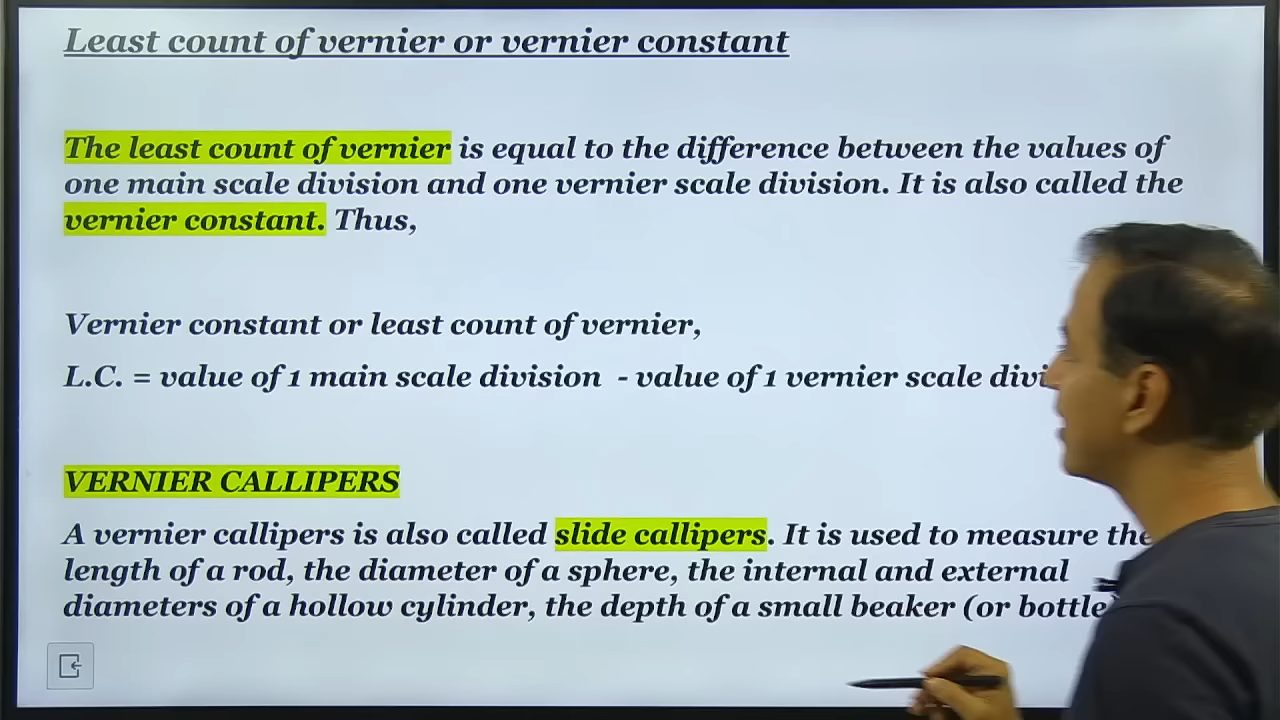 Least count of vernier or vernier constant
The least count of vernier is equal to the difference between the values of
one main scale division and one vernier scale division. It is also called the
vernier constant. Thus,
Vernier constant or least count of vernier,
L.C. = value of 1 main scale division - value of 1 vernier scale
VERNIER CALLIPERS
A vernier callipers is also called slide callipers. It is used to measure the
length of a rod, the diameter of a sphere, the internal and external
diameters of a hollow cylinder, the depth of a small beaker (or bottle)